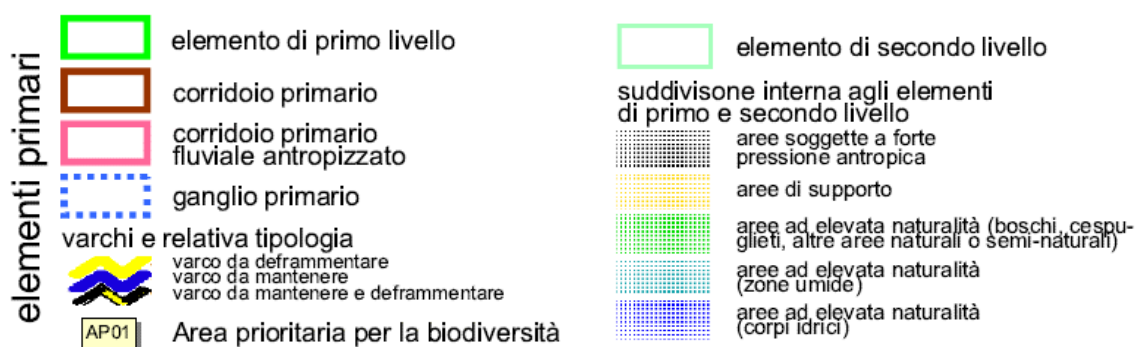 elementi primari
elemento di primo livello
corridoio primario
corridoio primario
fluviale antropizzato
ganglio primario
varchi e relativa tipologia
varco da deframmentare
varco da mantenere
varco da mantenere e deframmentare
AP01
Area prioritaria per la biodiversità
elemento di secondo livello
suddivisone interna agli elementi
di primo e secondo livello
aree soggette a forte
pressione antropica
aree di supporto
aree ad elevata naturalità (boschi, cespu-
glieti, altre aree naturali o semi-naturali)
aree ad elevata naturalità
(zone umide)
aree ad elevata naturalità
(corpi idrici)